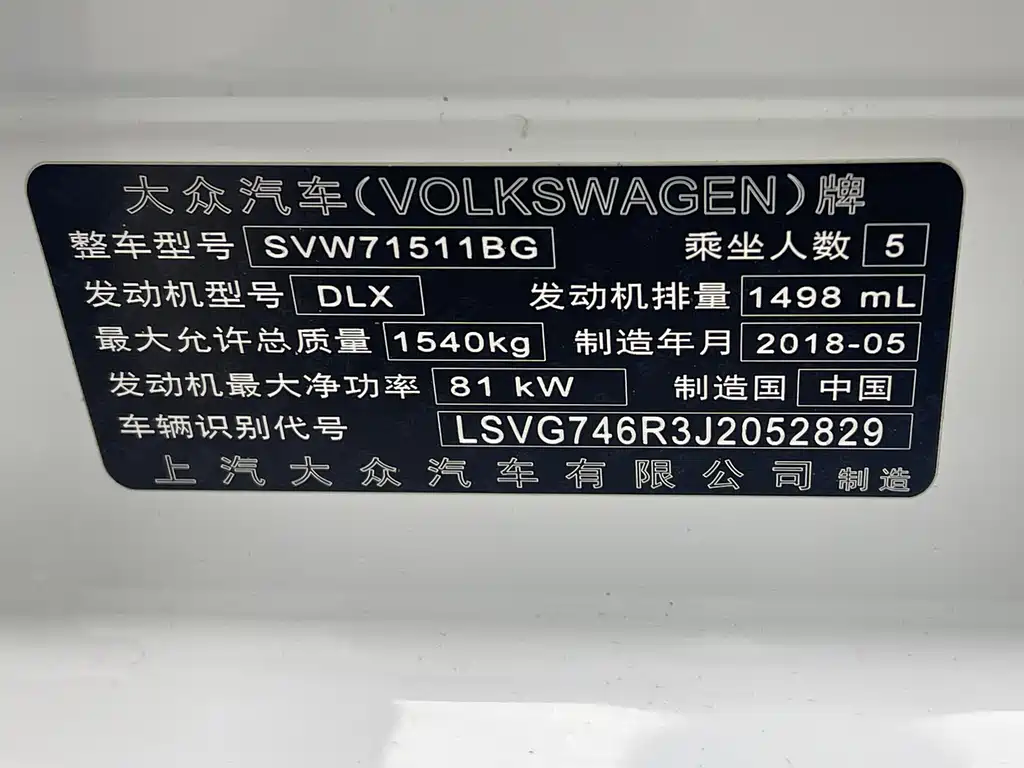 大众汽车(VOLKSWAGEN)牌
整车型号 SVW71511BG 乘坐人数 5
发动机型号 DLX 发动机排量 1498 mL
最大允许总质量 1540kg 制造年月 2018-05
发动机最大净功率 81 kW 制造国 中国
车辆识别代号 LSVG746R3J2052829
上汽大众汽车有限公司 制造